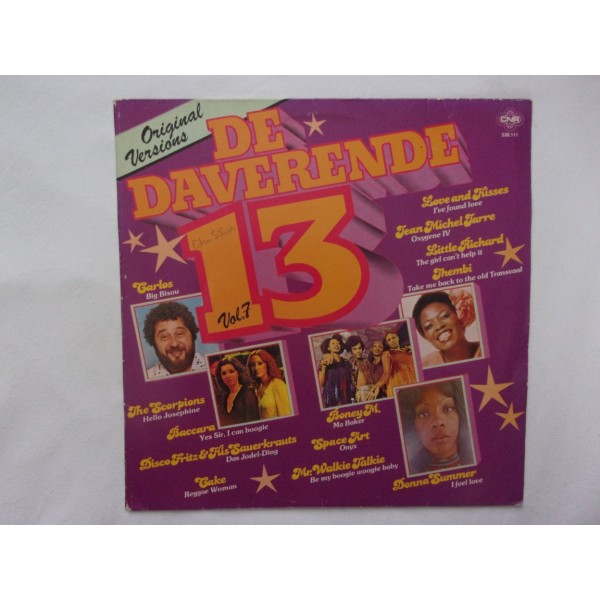 Original
Versions
DE
DAVERENDE
13
Vol.7
CNR
Love and Kisses
I've found love
Jean Michel Jarre
Oxygene IV
Little Richard
The girl can't help it
Thembi
Take me back to the old Transvaal
Carlos
Big Bisou
The Scorpions
Hello Josephine
Baccara
Yes Sir, I can boogie
Boney M.
Ma Baker
Disco Fritz & His Sauerkrauts
Das Jodel-Ding
Space Art
Onyx
Cake
Reggae Woman
Mr. Walkie Talkie
Be my boogie woogie baby
Donna Summer
I feel love